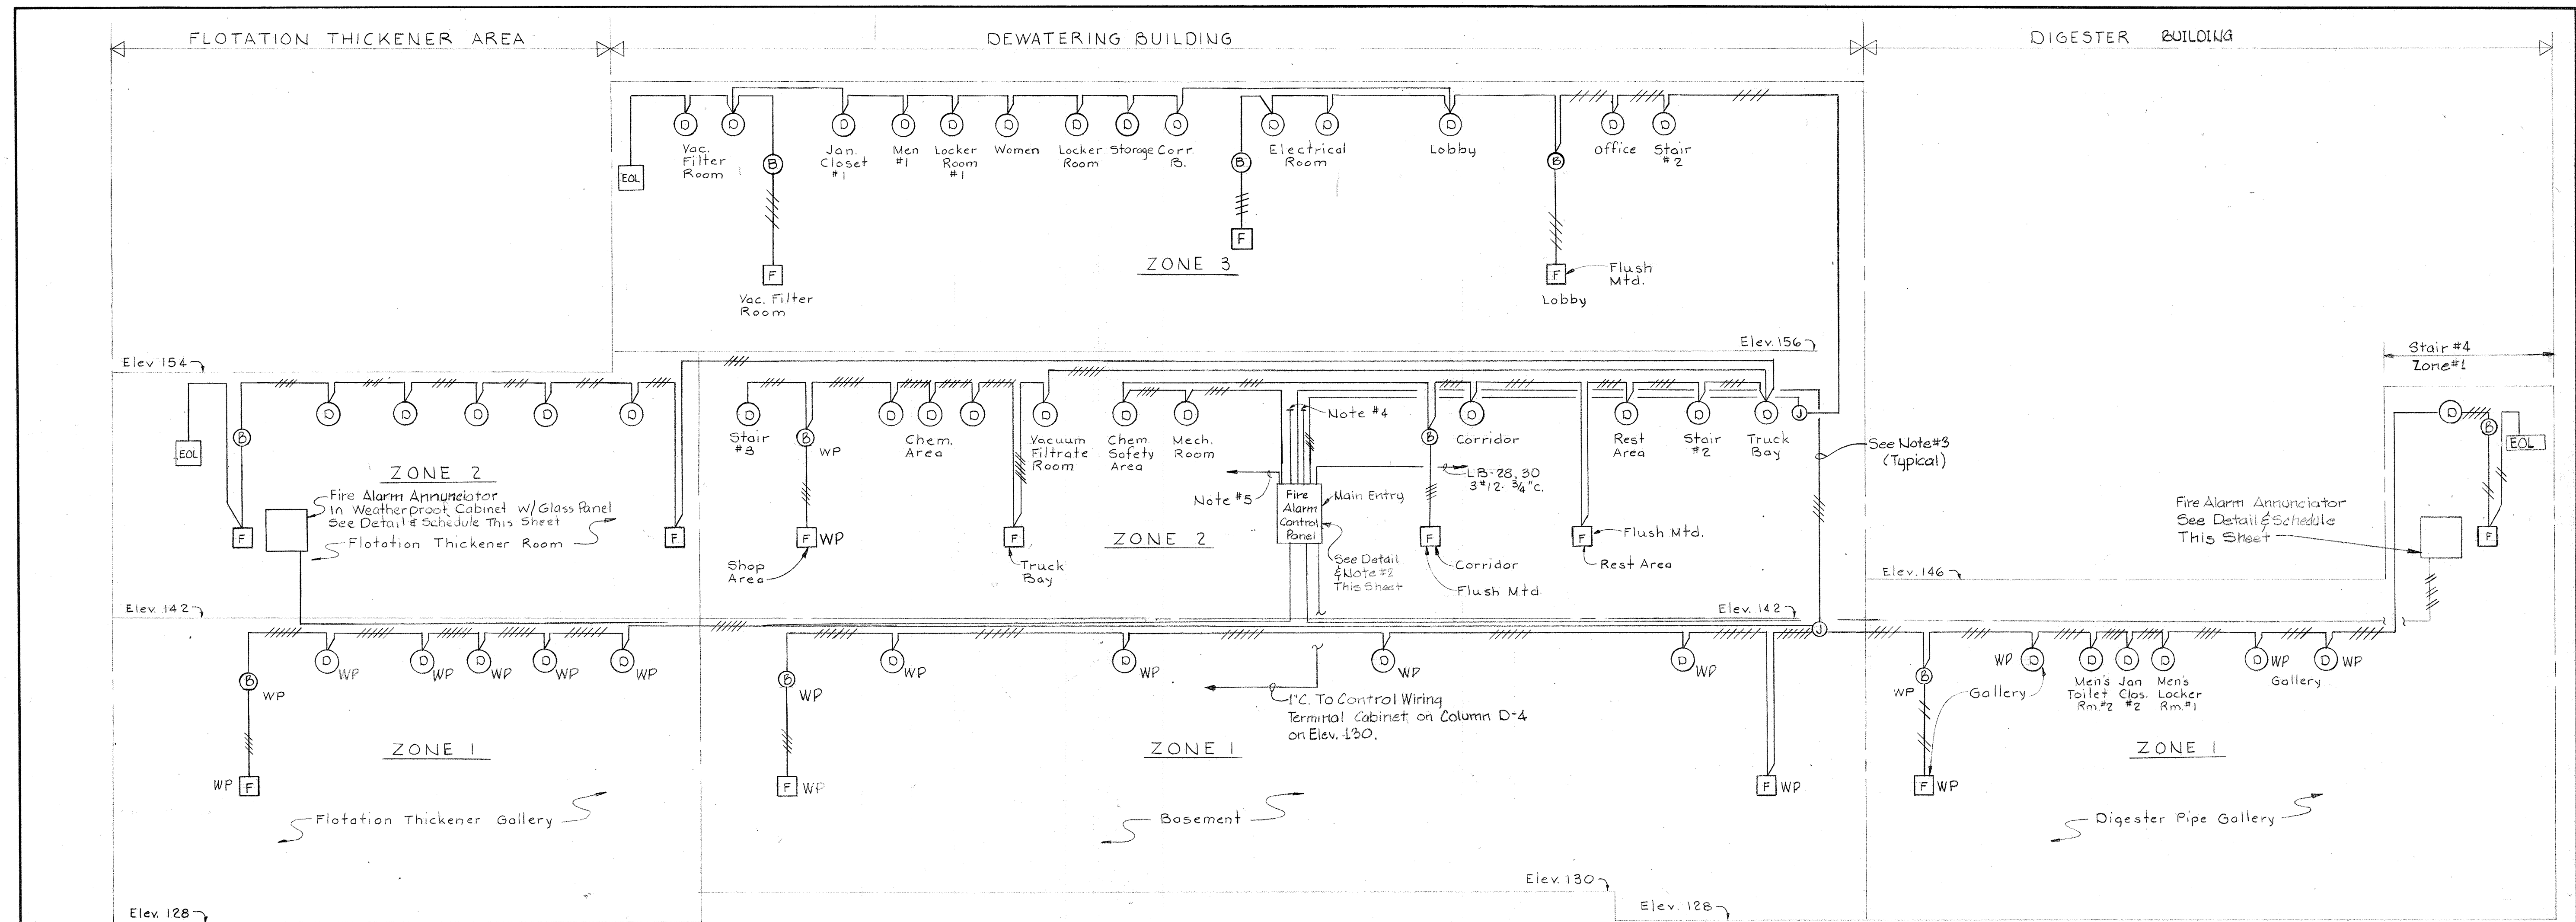 FLOTATION THICKENER AREA
DEWATERING BUILDING
DIGESTER BUILDING
D
D
D
D
D
D
D
D
D
D
D
D
D
D
Vac.
Filter
Room
Jan.
Closet
#1
Men
#1
Locker
Room
#1
Women
Locker
Room
Storage
Corr.
B.
Electrical
Room
Lobby
Office
Stair
#2
EOL
B
B
B
F
F
F
ZONE 3
Flush
Mtd.
Vac. Filter
Room
Lobby
Elev 154
Elev. 156
Stair #4
Zone #1
D
D
D
D
D
B
EOL
ZONE 2
Fire Alarm Annunciator
In Weatherproof Cabinet w/Glass Panel
See Detail & Schedule This Sheet
Flotation Thickener Room
F
F
D
D
D
D
D
D
D
D
D
D
D
J
Stair
#3
B
WP
Chem.
Area
Vacuum
Filtrate
Room
Chem.
Safety
Area
Mech.
Room
Note #4
B
Corridor
Rest
Area
Stair
#2
Truck
Bay
See Note #3
(Typical)
LB-28, 30
3#12- 3/4"C.
Note #5
Fire
Alarm
Control
Panel
Main Entry
F
WP
F
ZONE 2
F
F
Flush Mtd.
Shop
Area
Truck
Bay
See Detail
& Note #2
This Sheet
Corridor
Flush Mtd.
Rest Area
D
B
EOL
Fire Alarm Annunciator
See Detail & Schedule
This Sheet
F
Elev. 146
Elev. 142
Elev. 142
J
D
WP
D
WP
D
WP
D
WP
D
WP
B
WP
D
WP
D
WP
D
WP
D
WP
B
WP
WP
D
D
D
D
D
WP
D
WP
B
WP
Gallery
Men's
Toilet
Rm.#2
Jan
Clos.
#2
Men's
Locker
Rm.#1
Gallery
1"C. To Control Wiring
Terminal Cabinet on Column D-4
on Elev. 130.
ZONE 1
ZONE 1
ZONE 1
WP
F
F
WP
F
WP
F
WP
Flotation Thickener Gallery
Basement
Digester Pipe Gallery
Elev. 130
Elev. 128
Elev. 128